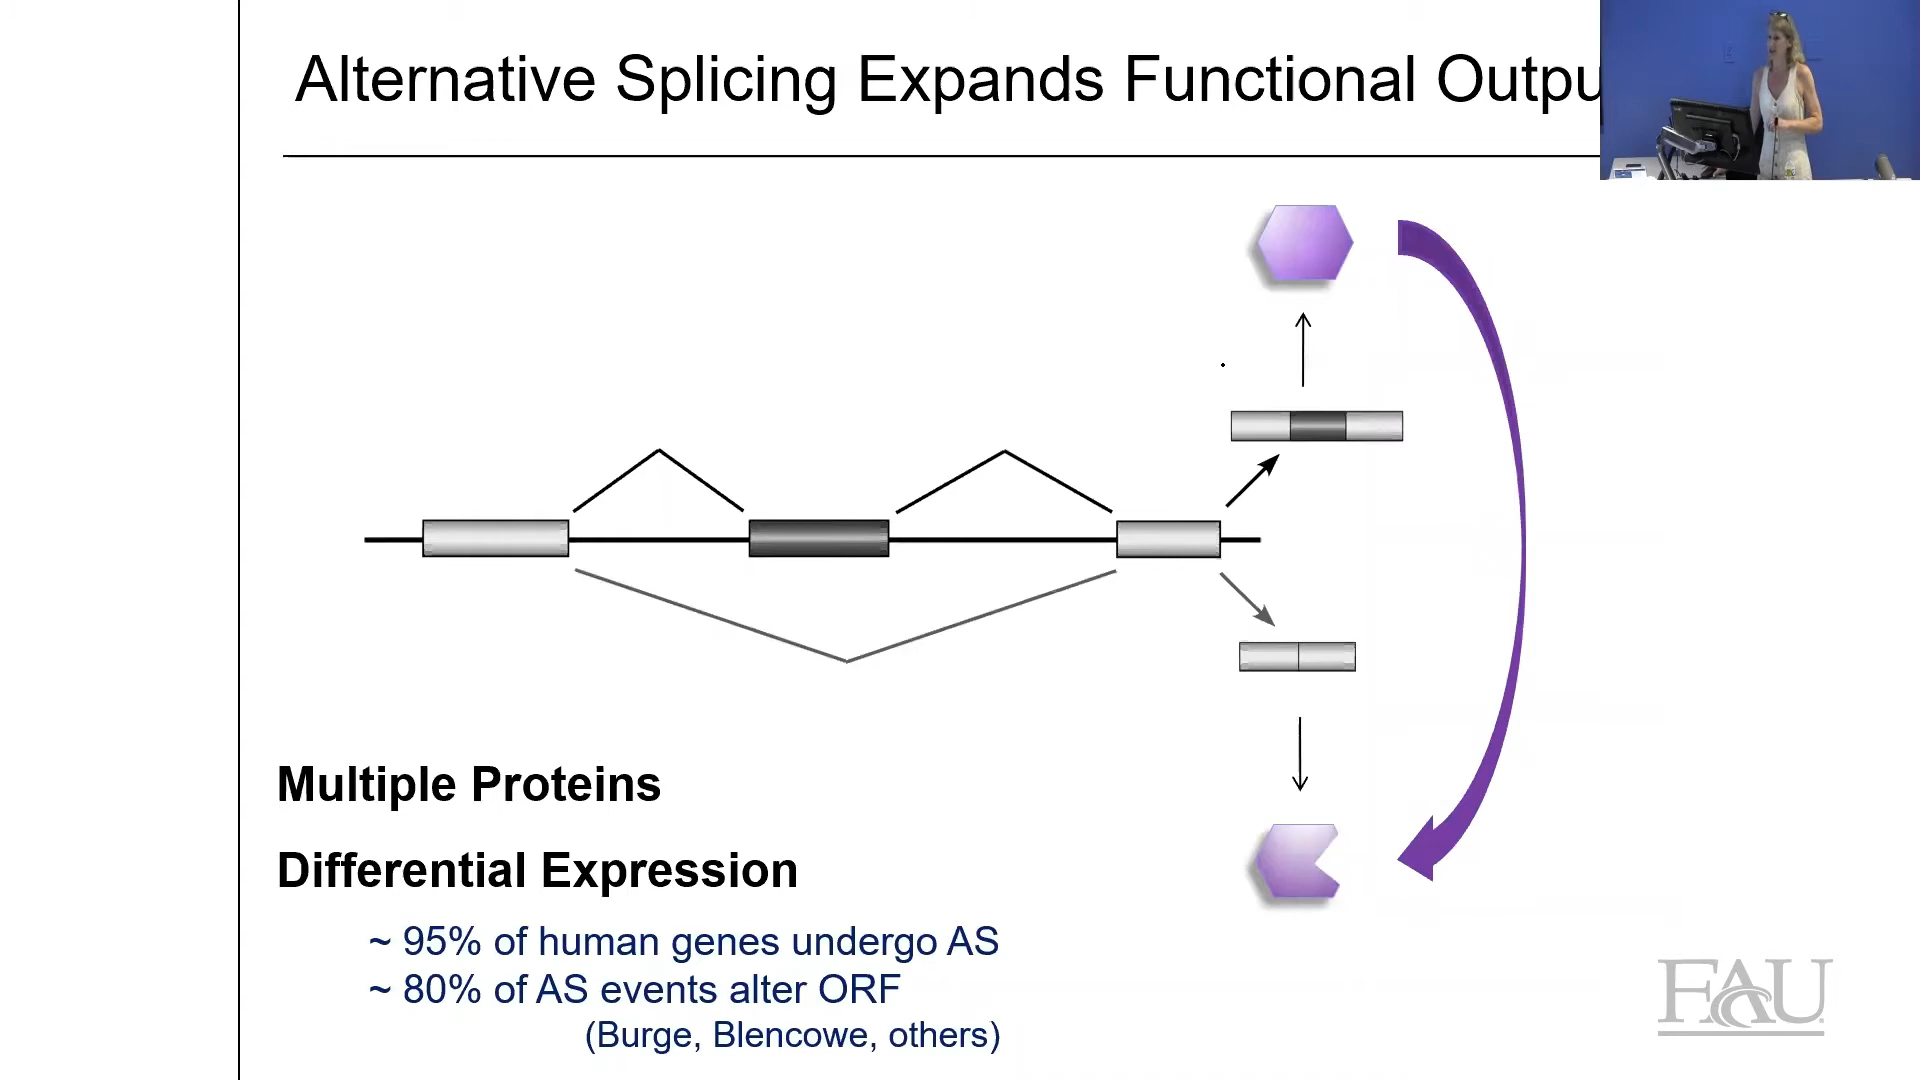 Alternative Splicing Expands Functional Outpu
Multiple Proteins
Differential Expression
~ 95% of human genes undergo AS
~ 80% of AS events alter ORF
(Burge, Blencowe, others)
FAU